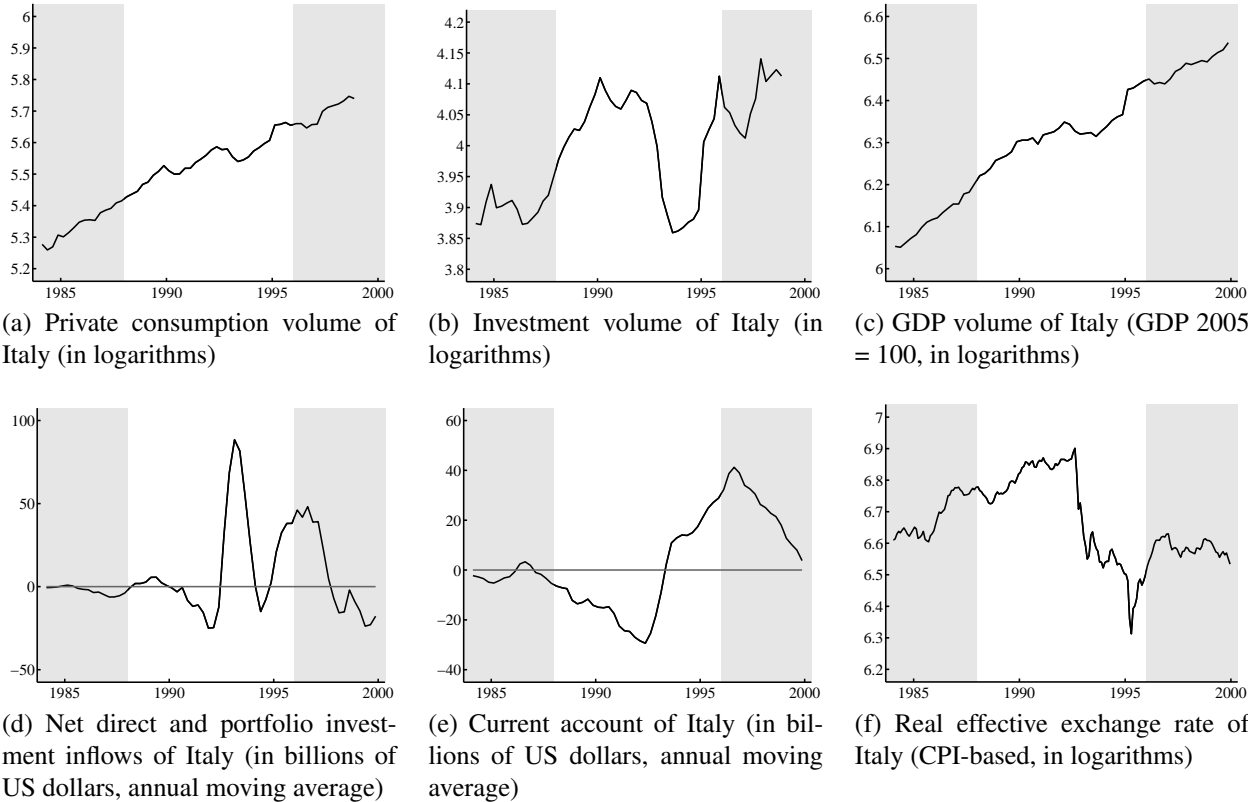 6
5.9
5.8
5.7
5.6
5.5
5.4
5.3
5.2
1985 1990 1995 2000
(a) Private consumption volume of
Italy (in logarithms)
4.2
4.15
4.1
4.05
4
3.95
3.9
3.85
3.8
1985 1990 1995 2000
(b) Investment volume of Italy (in
logarithms)
6.6
6.5
6.4
6.3
6.2
6.1
6
1985 1990 1995 2000
(c) GDP volume of Italy (GDP 2005
= 100, in logarithms)
100
50
0
−50
1985 1990 1995 2000
(d) Net direct and portfolio invest-
ment inflows of Italy (in billions of
US dollars, annual moving average)
60
40
20
0
−20
−40
1985 1990 1995 2000
(e) Current account of Italy (in bil-
lions of US dollars, annual moving
average)
7
6.9
6.8
6.7
6.6
6.5
6.4
6.3
6.2
1985 1990 1995 2000
(f) Real effective exchange rate of
Italy (CPI-based, in logarithms)